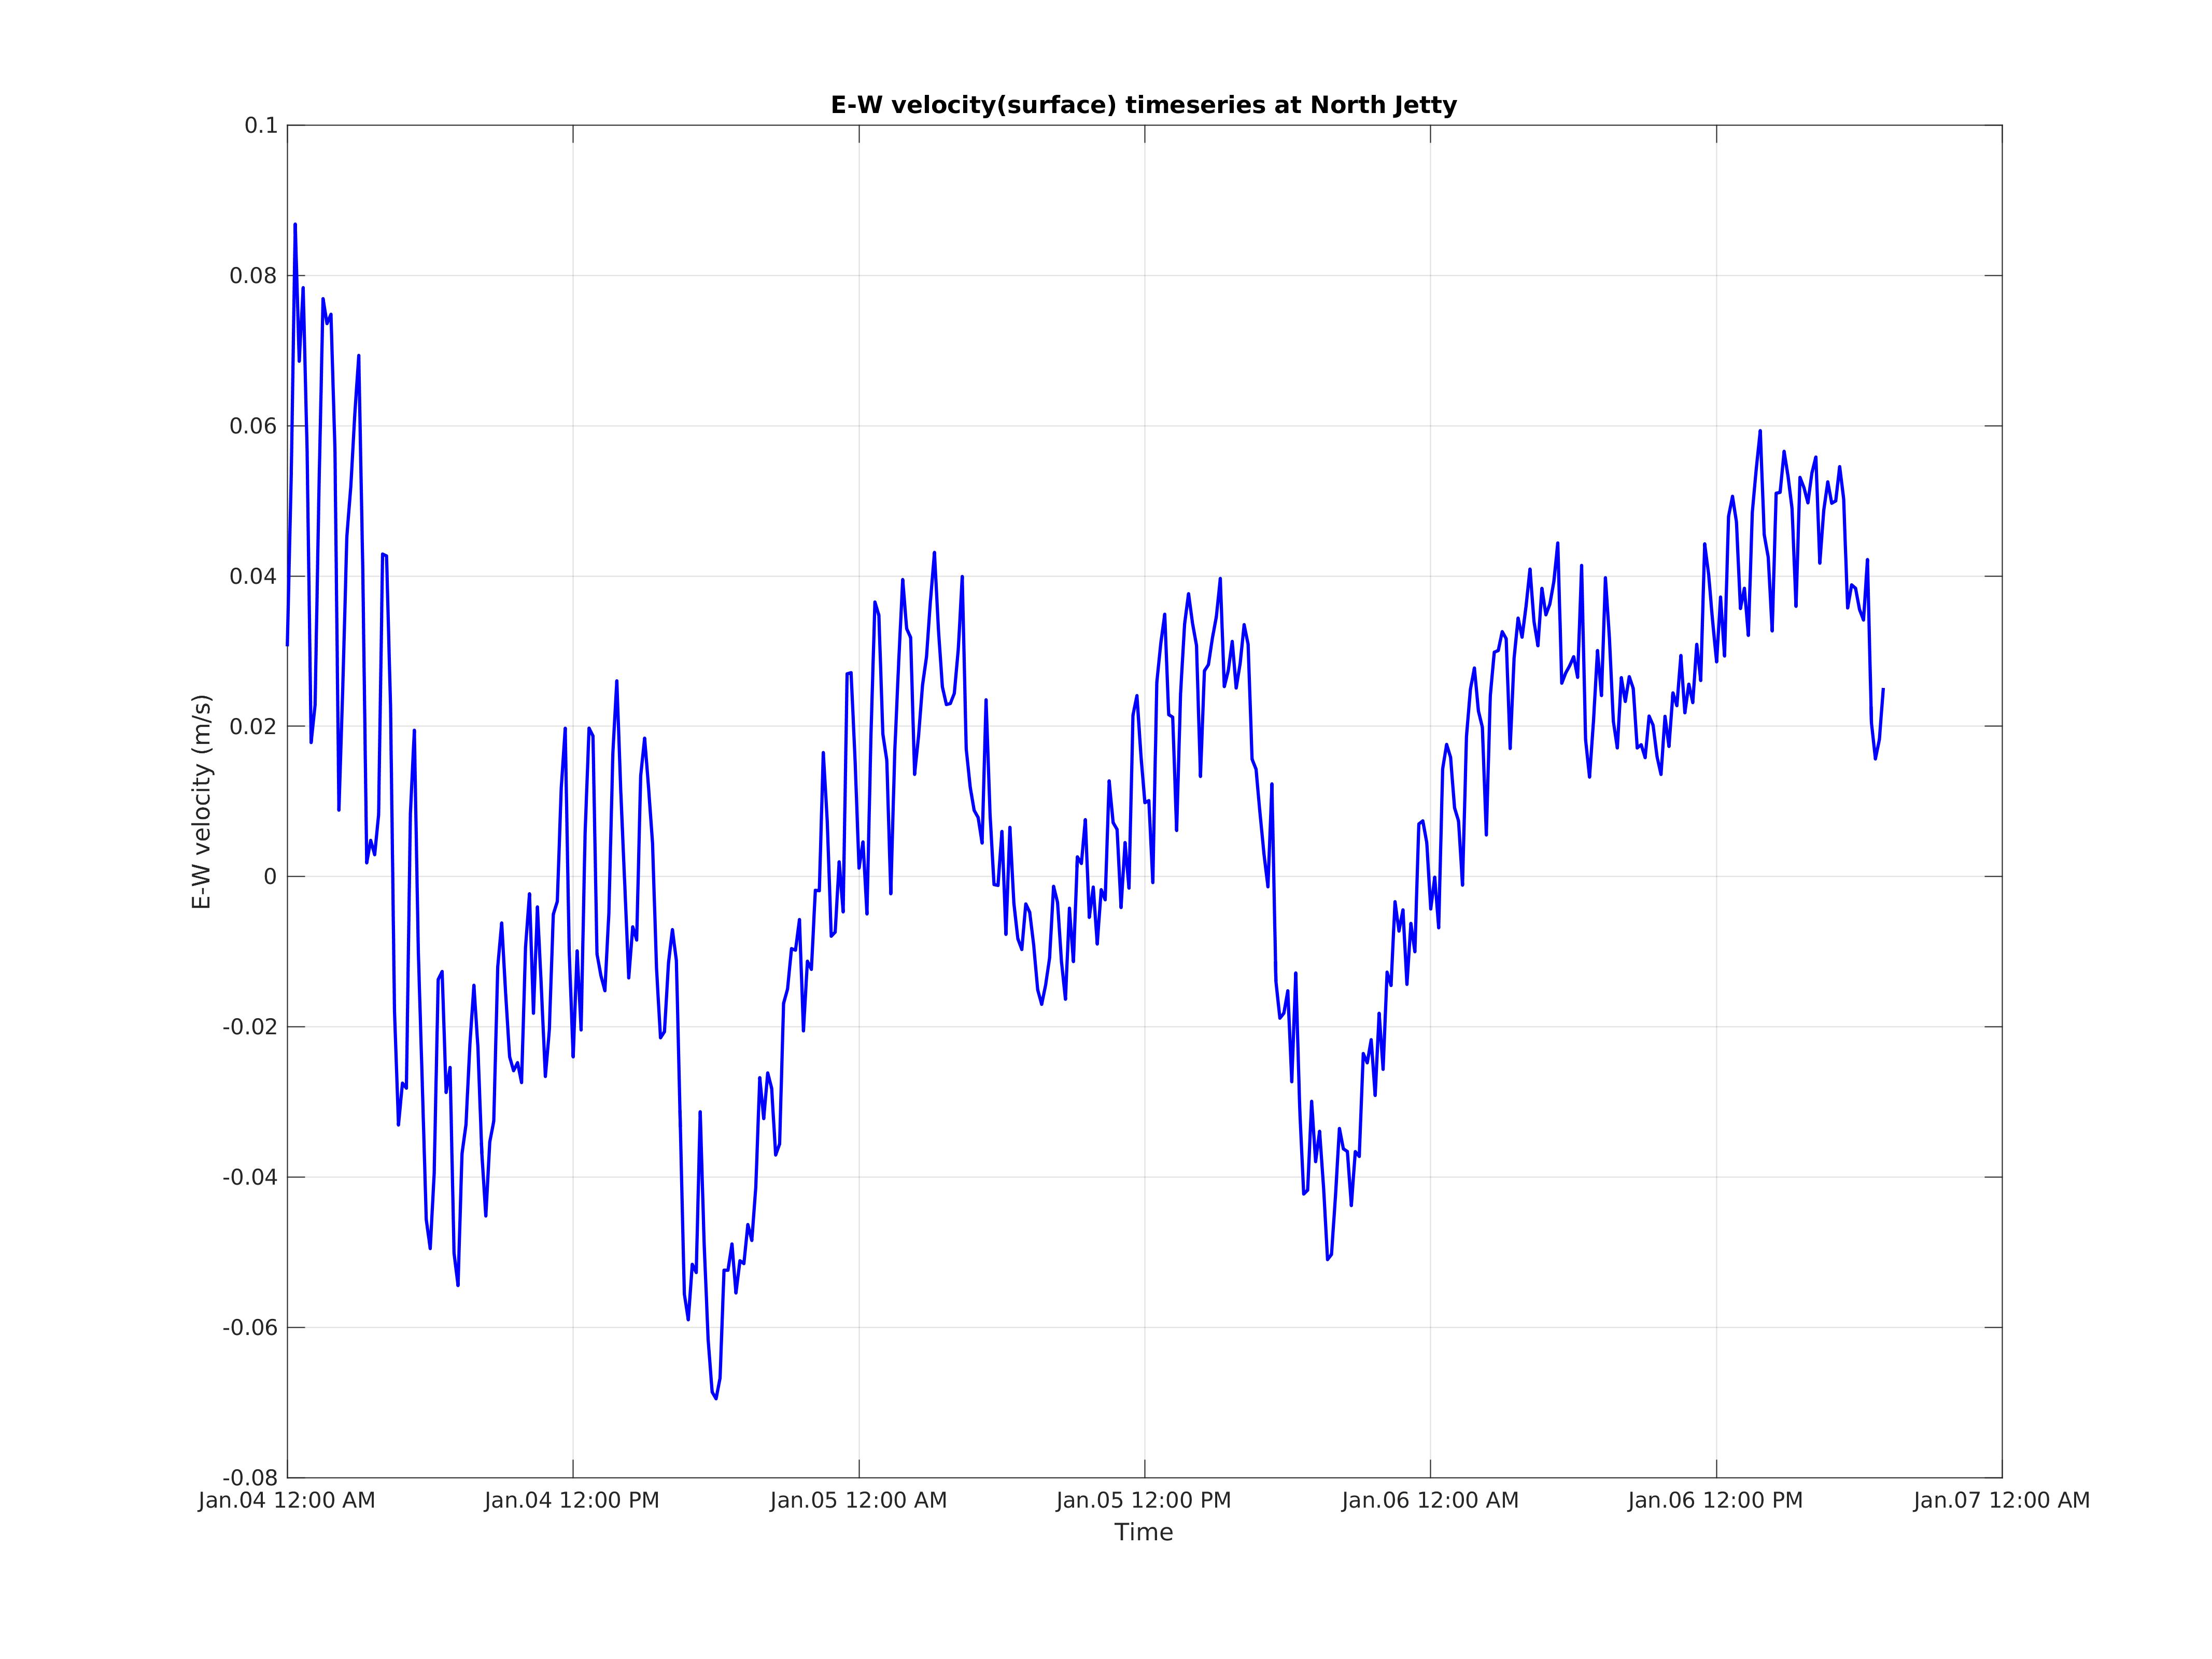 E-W velocity(surface) timeseries at North Jetty
0.1
0.08
0.06
0.04
0.02
0
-0.02
-0.04
-0.06
-0.08
E-W velocity (m/s)
Jan.04 12:00 AM Jan.04 12:00 PM Jan.05 12:00 AM Jan.05 12:00 PM Jan.06 12:00 AM Jan.06 12:00 PM Jan.07 12:00 AM
Time